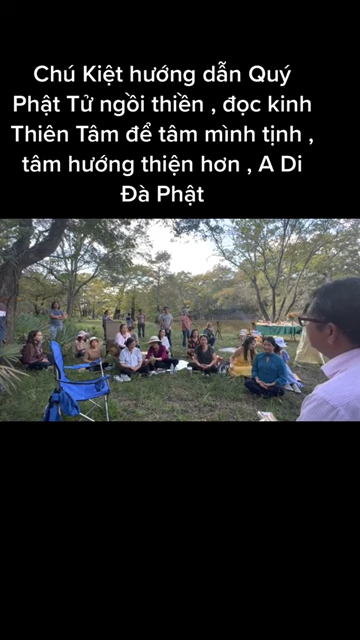 Chú Kiệt hướng dẫn Quý
Phật Tử ngồi thiền , đọc kinh
Thiên Tâm để tâm mình tịnh ,
tâm hướng thiện hơn , A Di
Đà Phật